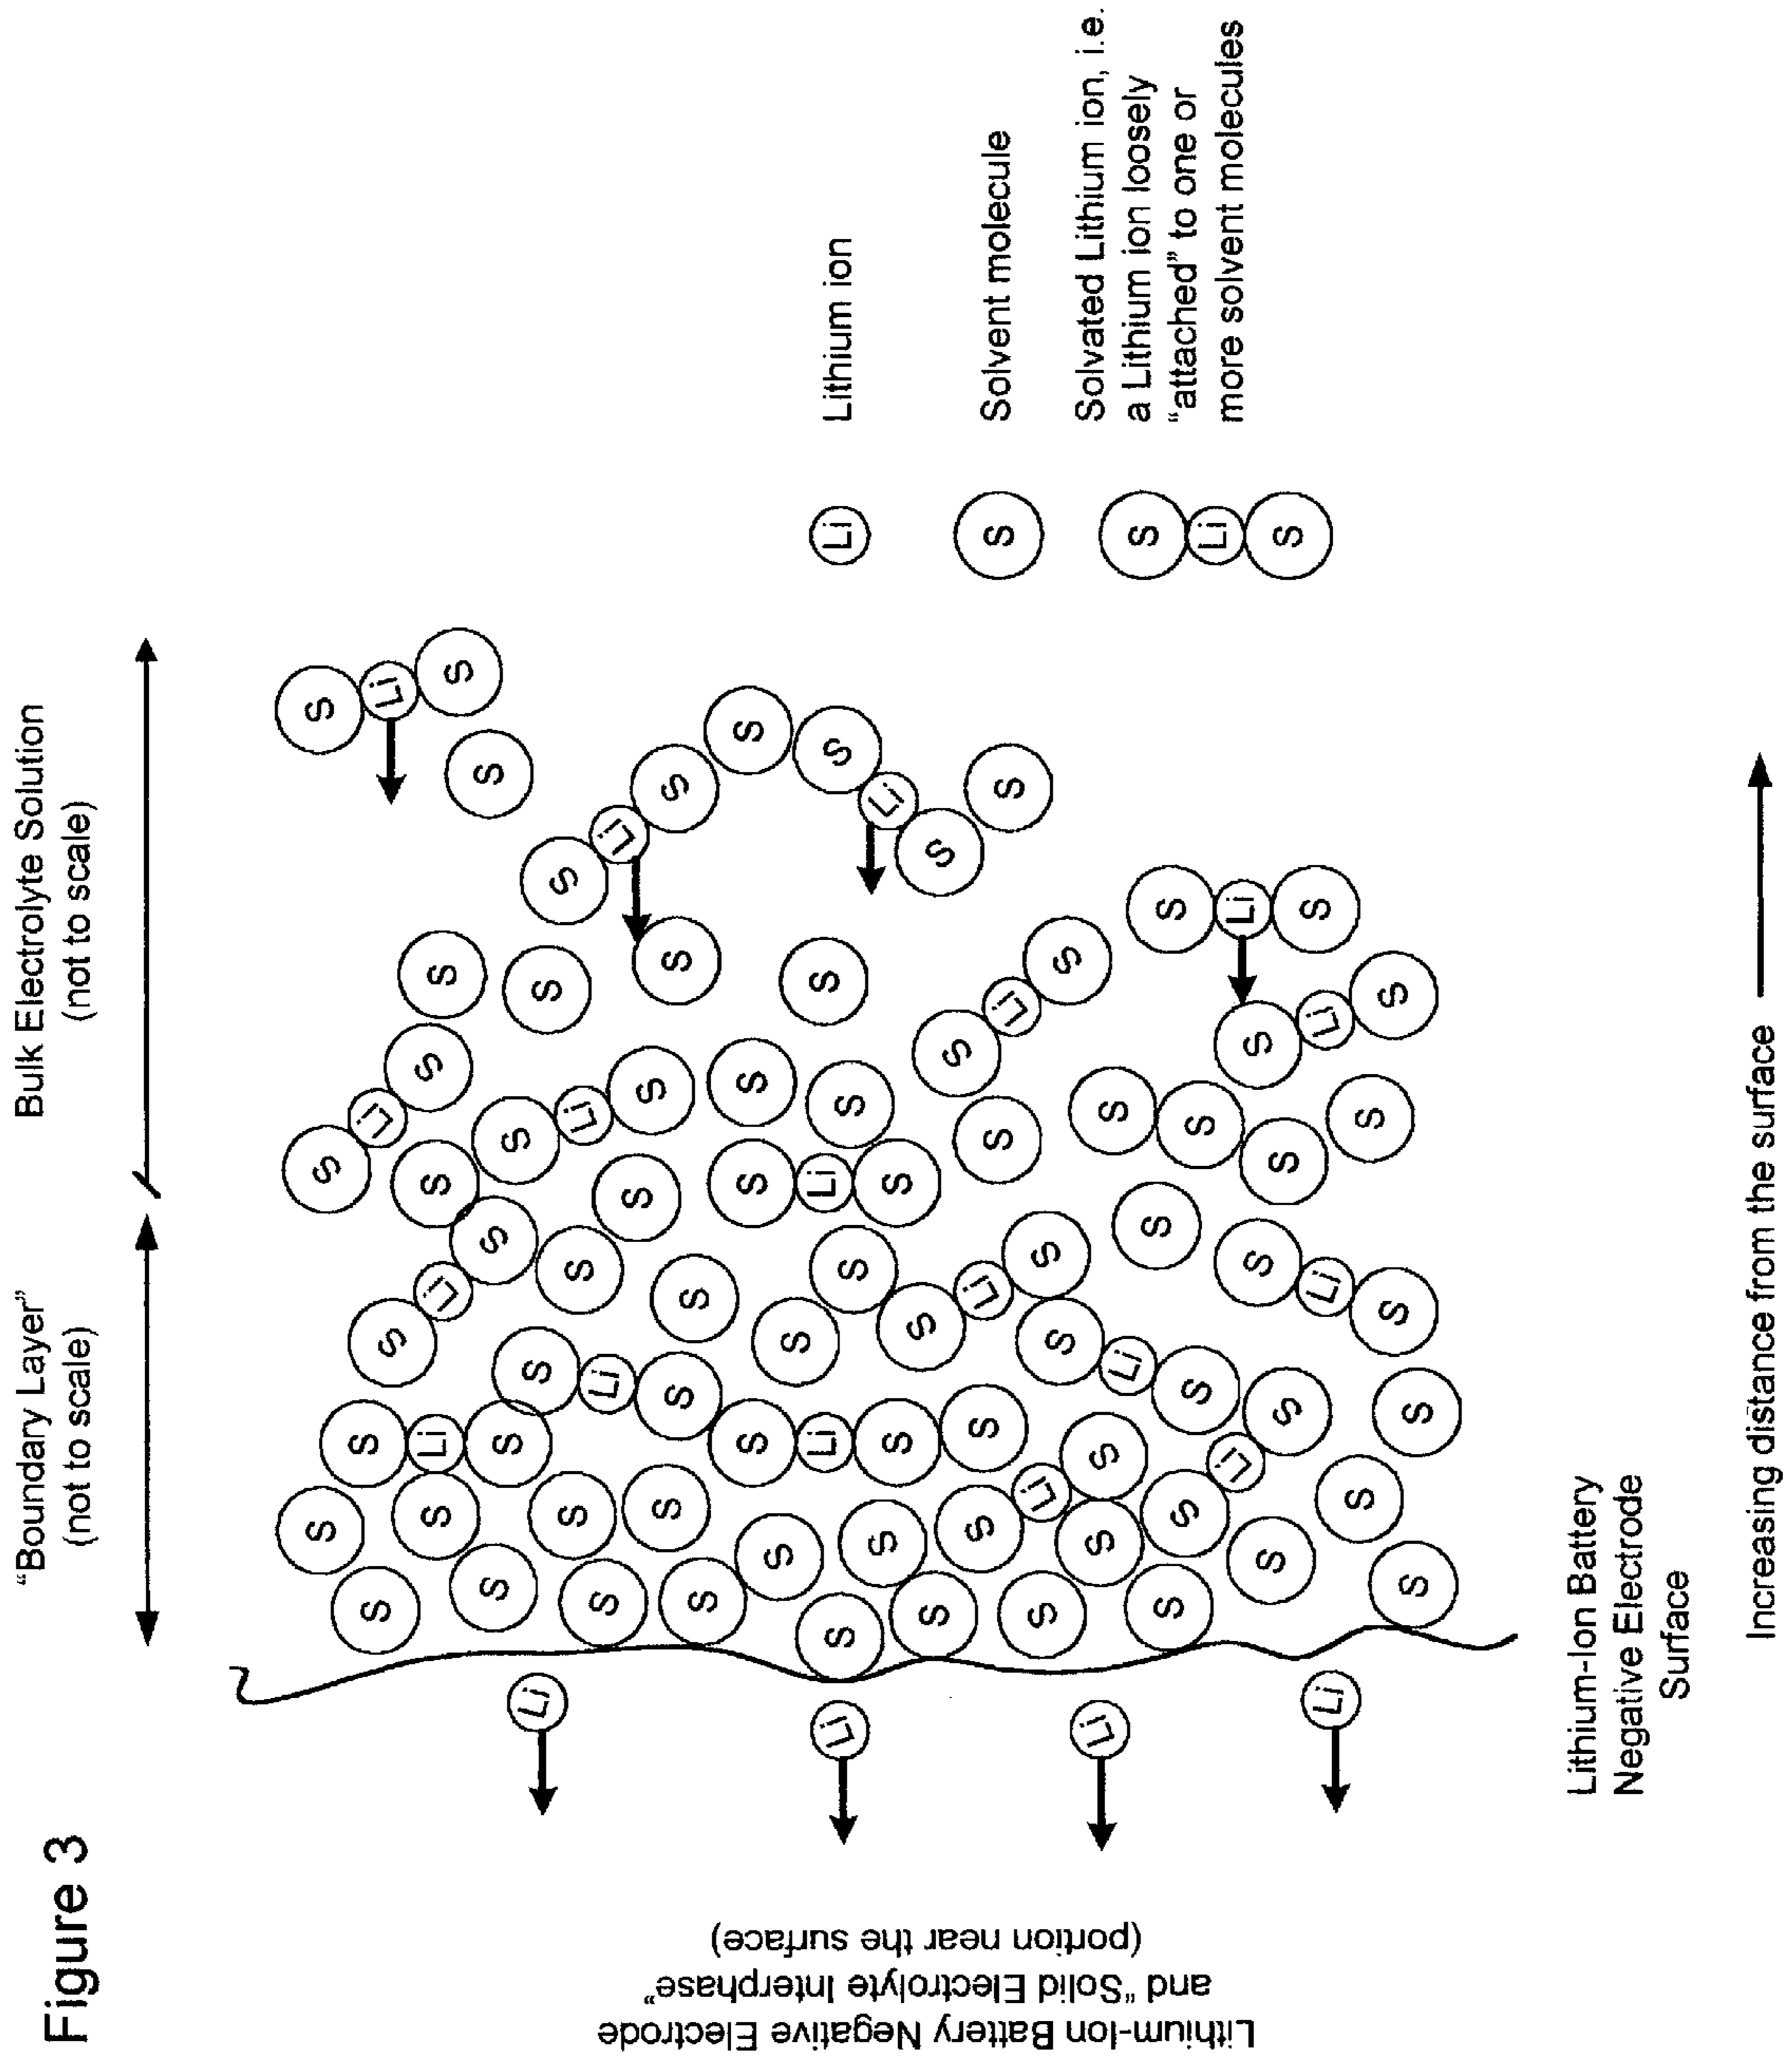 Figure 3
"Boundary Layer"
(not to scale)
Bulk Electrolyte Solution
(not to scale)
Lithium-Ion Battery Negative Electrode
and "Solid Electrolyte Interphase"
(portion near the surface)
Li
Lithium ion
S
Solvent molecule
S
Li
S
Solvated Lithium ion, i.e.
a Lithium ion loosely
"attached" to one or
more solvent molecules
Lithium-Ion Battery
Negative Electrode
Surface
Increasing distance from the surface